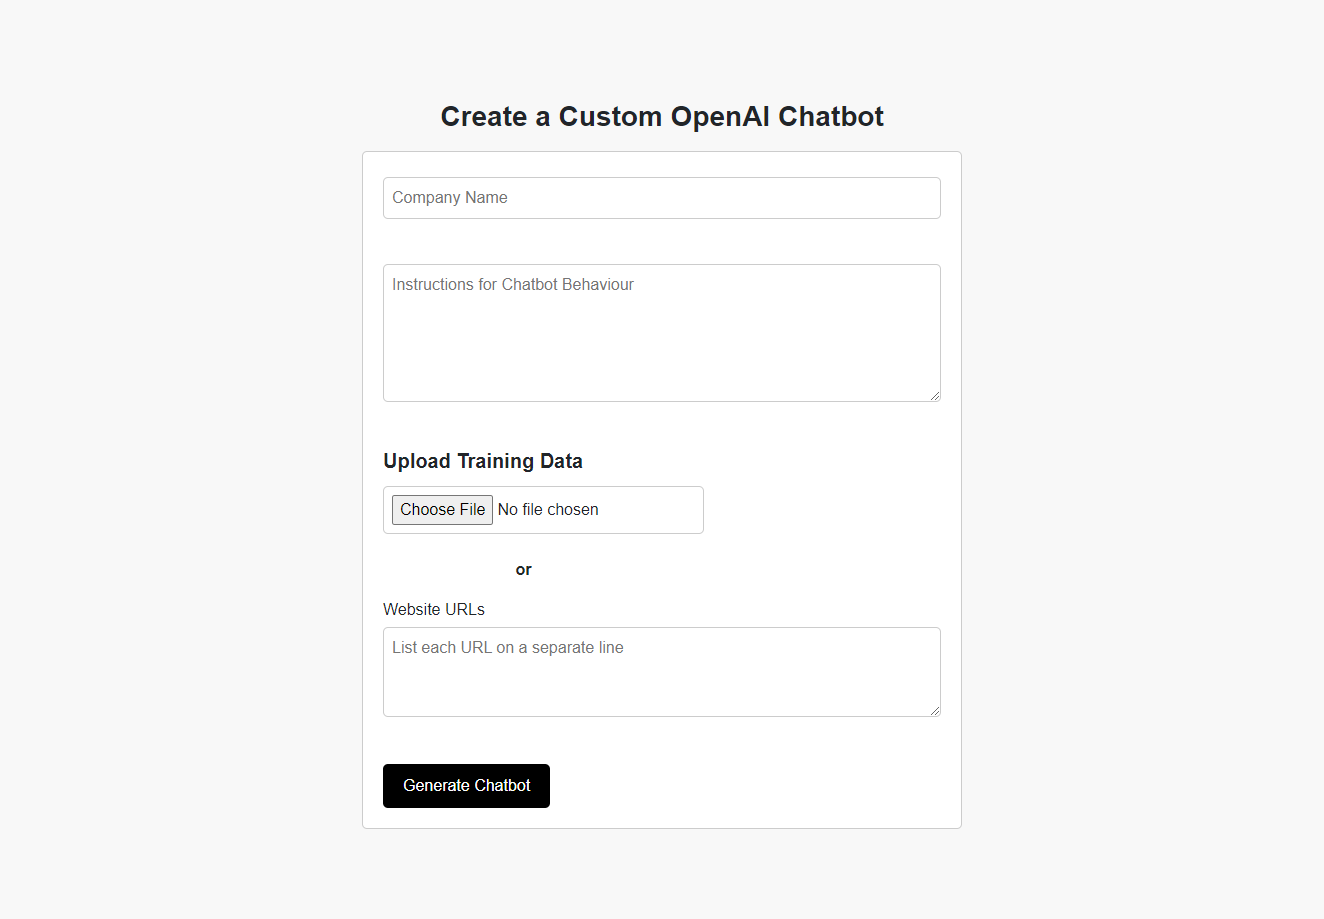 Create a Custom OpenAI Chatbot
Company Name
Instructions for Chatbot Behaviour
Upload Training Data
Choose File No file chosen
or
Website URLs
List each URL on a separate line
Generate Chatbot